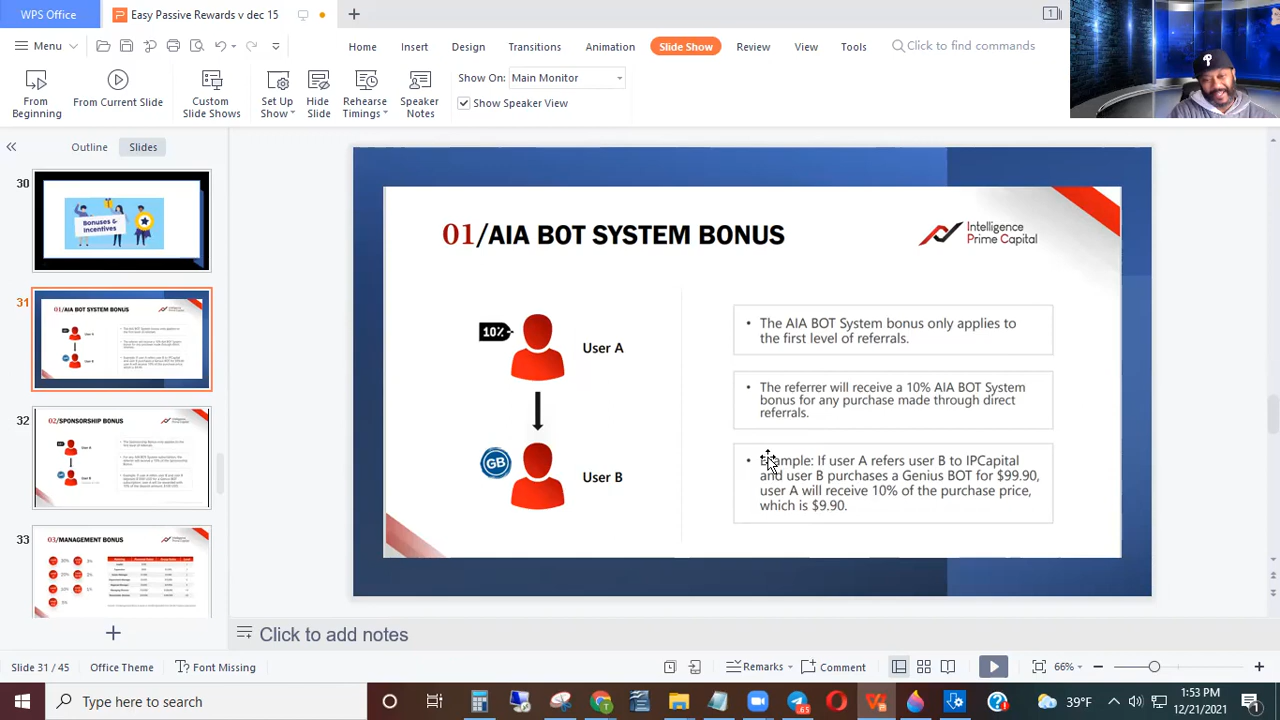 WPS Office
Easy Passive Rewards v dec 15
1
Menu
Home
Insert
Design
Transitions
Animation
Slide Show
Review
View
Tools
Click to find commands
From Beginning
From Current Slide
Custom Slide Shows
Set Up Show
Hide Slide
Rehearse Timings
Speaker Notes
Show On:
Main Monitor
Show Speaker View
Outline
Slides
30
Bonuses &
Incentives
31
01/AIA BOT SYSTEM BONUS
32
02/SPONSORSHIP BONUS
33
03/MANAGEMENT BONUS
01/AIA BOT SYSTEM BONUS
Intelligence
Prime Capital
10%
User A
GB
User B
• The AIA BOT System bonus only applies to
the first level of referrals.
• The referrer will receive a 10% AIA BOT System
bonus for any purchase made through direct
referrals.
• Example: If user A refers user B to IPCapital
and user B purchases a Genius BOT for $99.90,
user A will receive 10% of the purchase price,
which is $9.90.
Click to add notes
Slide 31 / 45
Office Theme
Font Missing
Remarks
Comment
66%
Type here to search
39°F
1:53 PM
12/21/2021